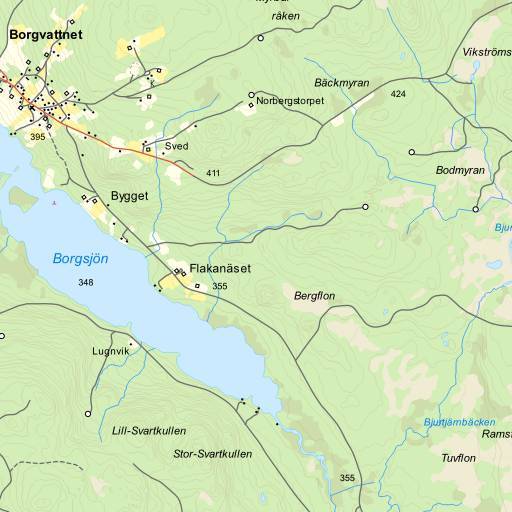 råken
Borgvattnet
Vikströms
Bäckmyran
424
Norbergstorpet
395
Sved
411
Bodmyran
Bygget
Borgsjön
Flakanäset
348
355
Bergflon
Lugnvik
Bjurtjärnbäcken
Lill-Svartkullen
Stor-Svartkullen
Tuvflon
355